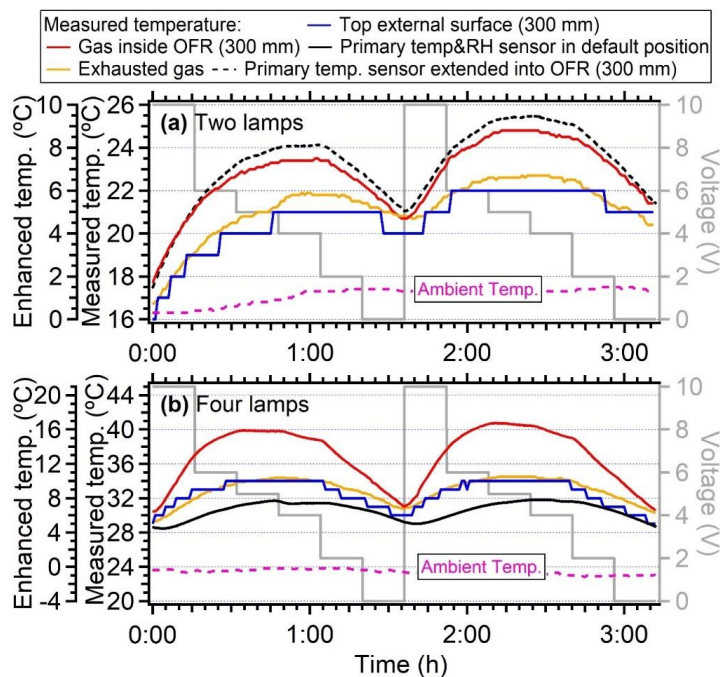 Measured temperature: Top external surface (300 mm)
Gas inside OFR (300 mm) Primary temp&RH sensor in default position
Exhausted gas Primary temp. sensor extended into OFR (300 mm)
Enhanced temp. (ºC)
10
8
6
4
2
0
Measured temp. (ºC)
26
24
22
20
18
16
(a) Two lamps
Ambient Temp.
10
8
6
4
2
0
Voltage (V)
0:00 1:00 2:00 3:00
Enhanced temp. (ºC)
20
16
12
8
4
0
-4
Measured temp. (ºC)
44
40
36
32
28
24
20
(b) Four lamps
Ambient Temp.
10
8
6
4
2
0
Voltage (V)
0:00 1:00 2:00 3:00
Time (h)